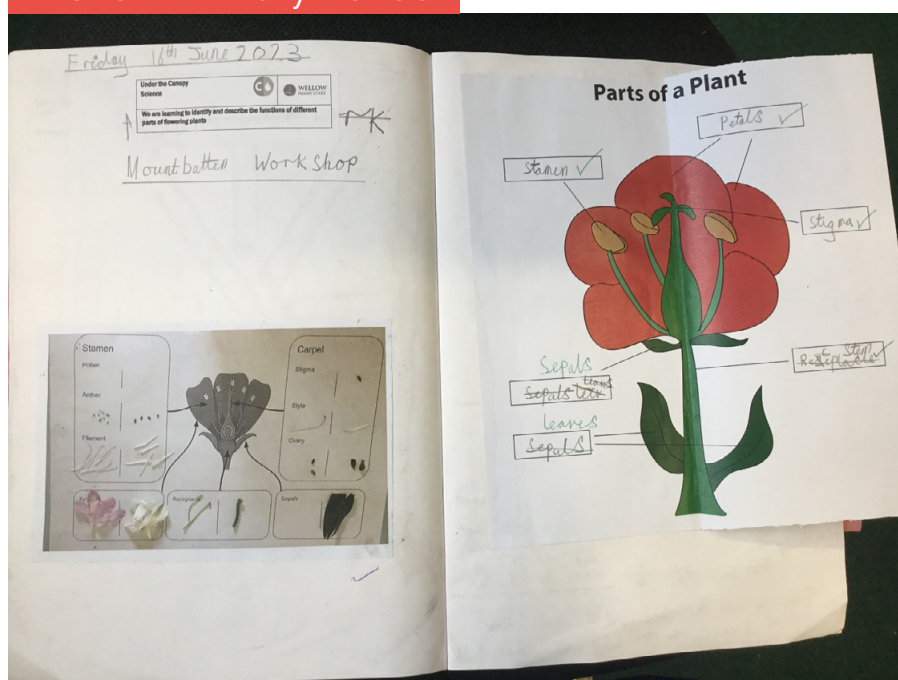 Friday 16th June 2023
Under the Canopy
Science
WELLOW
We are learning to identify and describe the functions of different
parts of flowering plants
Mountbatten Workshop
Stamen
Pollen
Anther
Filament
Carpel
Stigma
Style
Ovary
Receptacle
Sepals
Parts of a Plant
Petals
Stamen
Stigma
Stem
Sepals
Sepals
leaves
Sepals